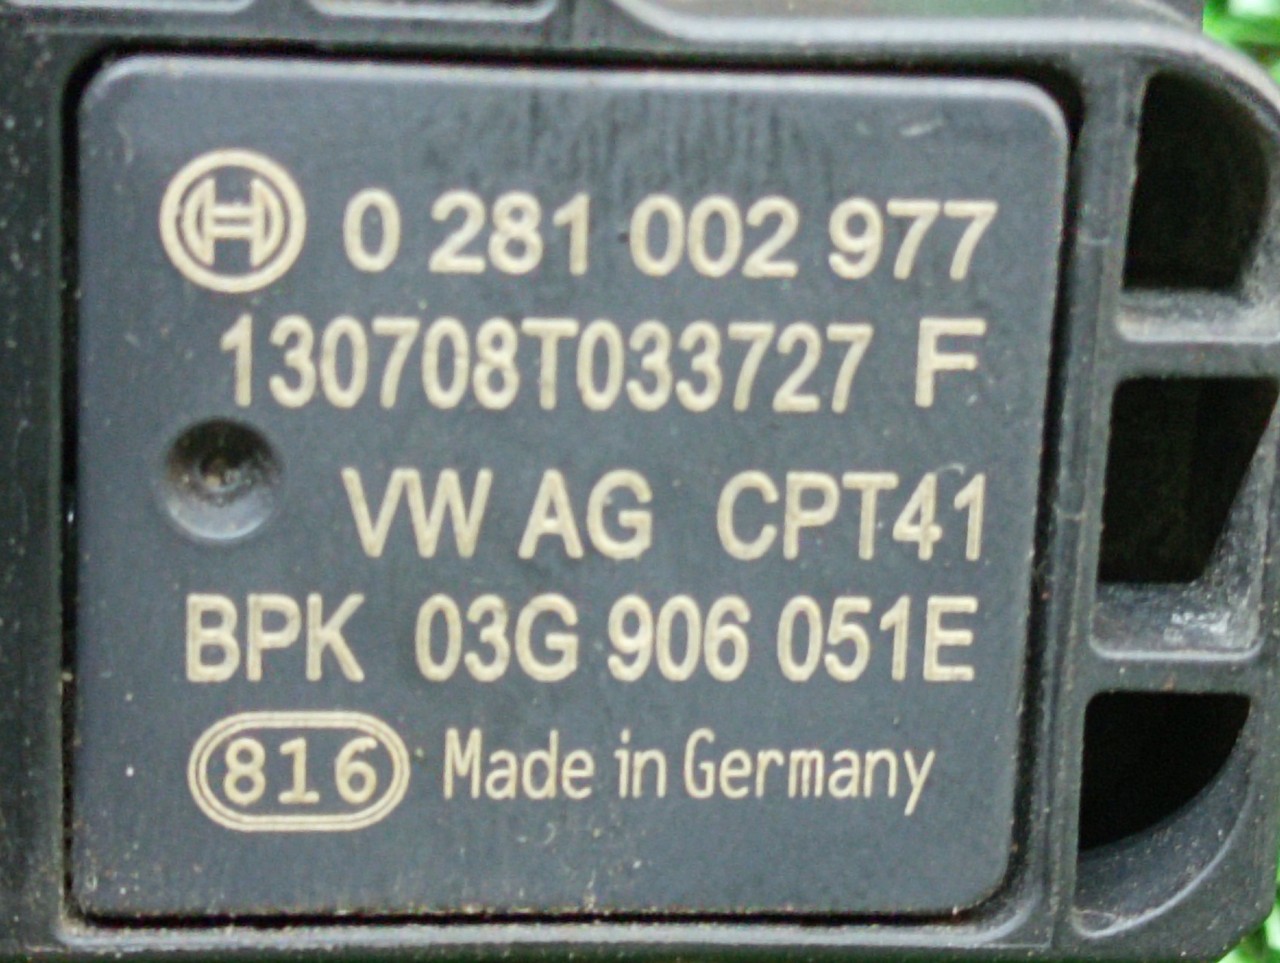 0 281 002 977
130708T033727 F
VW AG CPT41
BPK 03G 906 051E
816 Made in Germany